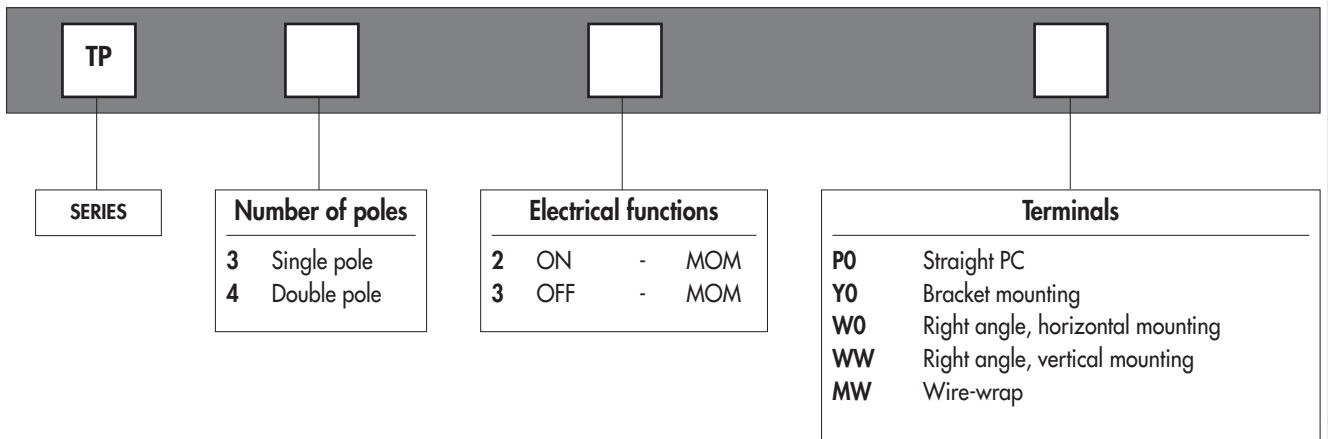 TP
SERIES
Number of poles
3 Single pole
4 Double pole
Electrical functions
2 ON - MOM
3 OFF - MOM
Terminals
P0 Straight PC
Y0 Bracket mounting
W0 Right angle, horizontal mounting
WW Right angle, vertical mounting
MW Wire-wrap